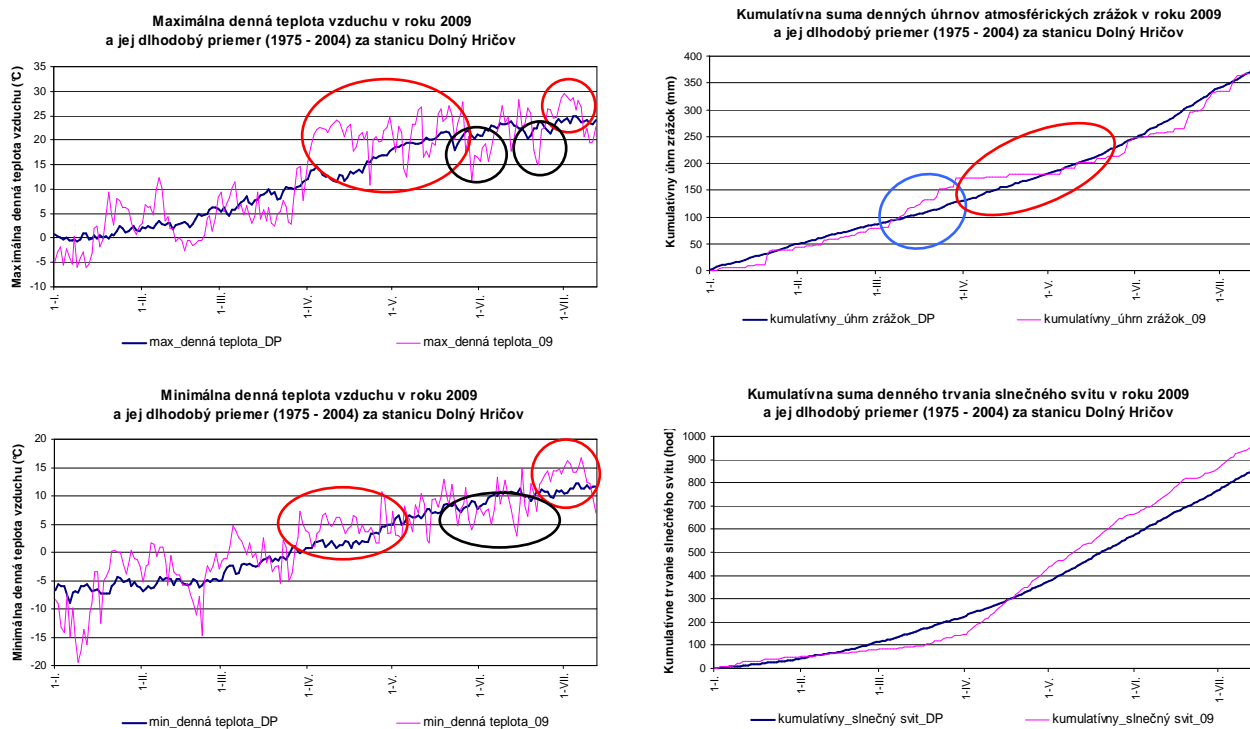 Maximálna denná teplota vzduchu v roku 2009
a jej dlhodobý priemer (1975 - 2004) za stanicu Dolný Hričov
Maximálna denná teplota vzduchu (°C)
35
30
25
20
15
10
5
0
-5
-10
1-I.
1-II.
1-III.
1-IV.
1-V.
1-VI.
1-VII.
max_denná teplota_DP
max_denná teplota_09
Kumulatívna suma denných úhrnov atmosférických zrážok v roku 2009
a jej dlhodobý priemer (1975 - 2004) za stanicu Dolný Hričov
Kumulatívny úhrn zrážok (mm)
400
350
300
250
200
150
100
50
0
1-I.
1-II.
1-III.
1-IV.
1-V.
1-VI.
1-VII.
kumulatívny_úhrn zrážok_DP
kumulatívny_úhrn zrážok_09
Minimálna denná teplota vzduchu v roku 2009
a jej dlhodobý priemer (1975 - 2004) za stanicu Dolný Hričov
Minimálna denná teplota vzduchu (°C)
20
15
10
5
0
-5
-10
-15
-20
1-I.
1-II.
1-III.
1-IV.
1-V.
1-VI.
1-VII.
min_denná teplota_DP
min_denná teplota_09
Kumulatívna suma denného trvania slnečného svitu v roku 2009
a jej dlhodobý priemer (1975 - 2004) za stanicu Dolný Hričov
Kumulatívne trvanie slnečného svitu (hod)
1000
900
800
700
600
500
400
300
200
100
0
1-I.
1-II.
1-III.
1-IV.
1-V.
1-VI.
1-VII.
kumulatívny_slnečný svit_DP
kumulatívny_slnečný svit_09